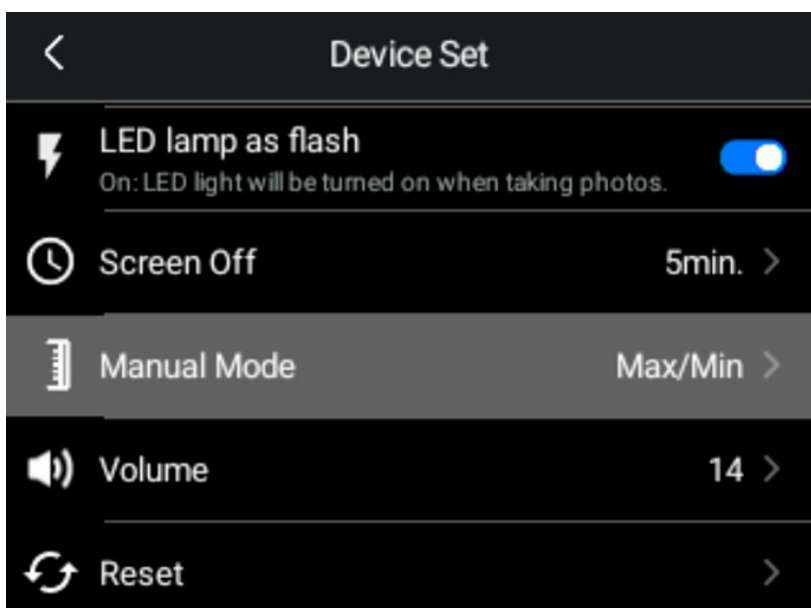 Device Set
LED lamp as flash
On: LED light will be turned on when taking photos.
Screen Off 5min.
Manual Mode Max/Min
Volume 14
Reset